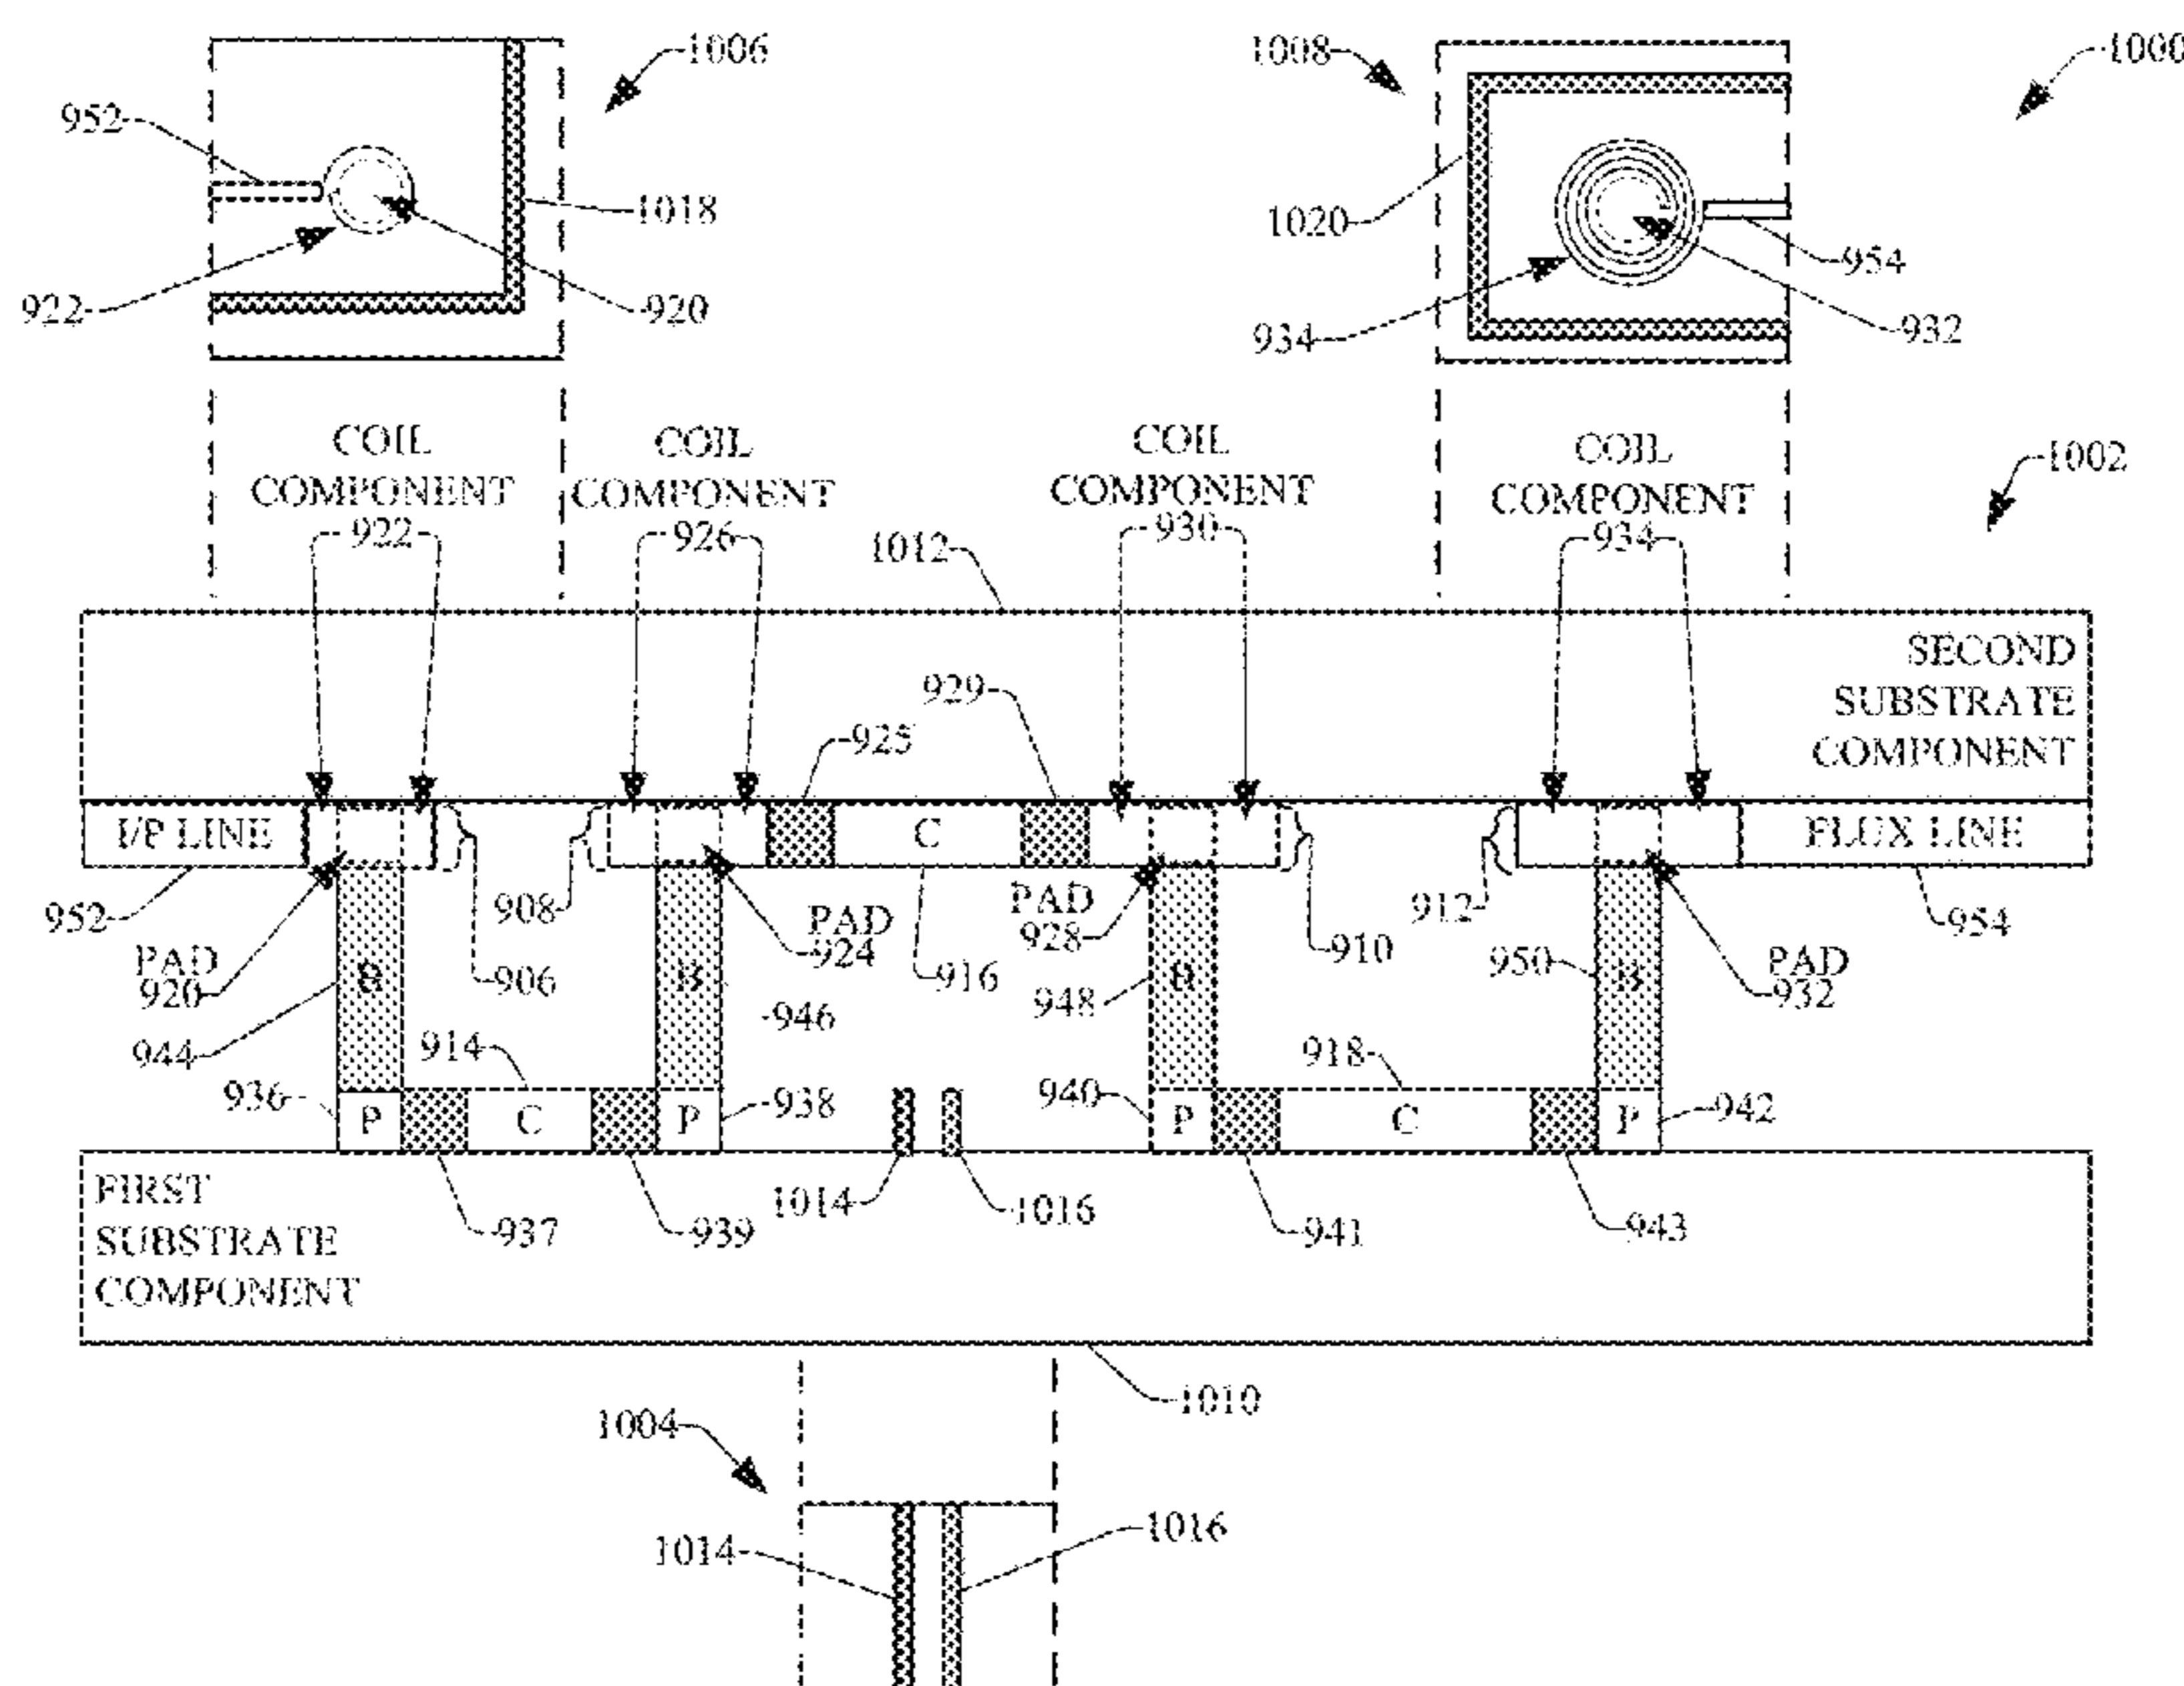 1006
1008
1000
952
1018
1020
954
922
920
934
932
COIL
COMPONENT
922
COIL
COMPONENT
926
COIL
COMPONENT
930
COIL
COMPONENT
934
1002
1012
SECOND
SUBSTRATE
COMPONENT
929
925
I/P LINE
C
FLUX LINE
952
908
PAD
924
PAD
928
912
954
PAD
920
906
916
910
950
PAD
932
B
B
B
B
944
946
948
914
918
936
P
C
P
938
940
P
C
P
942
FIRST
SUBSTRATE
COMPONENT
937
939
1014
1016
941
943
1010
1004
1014
1016